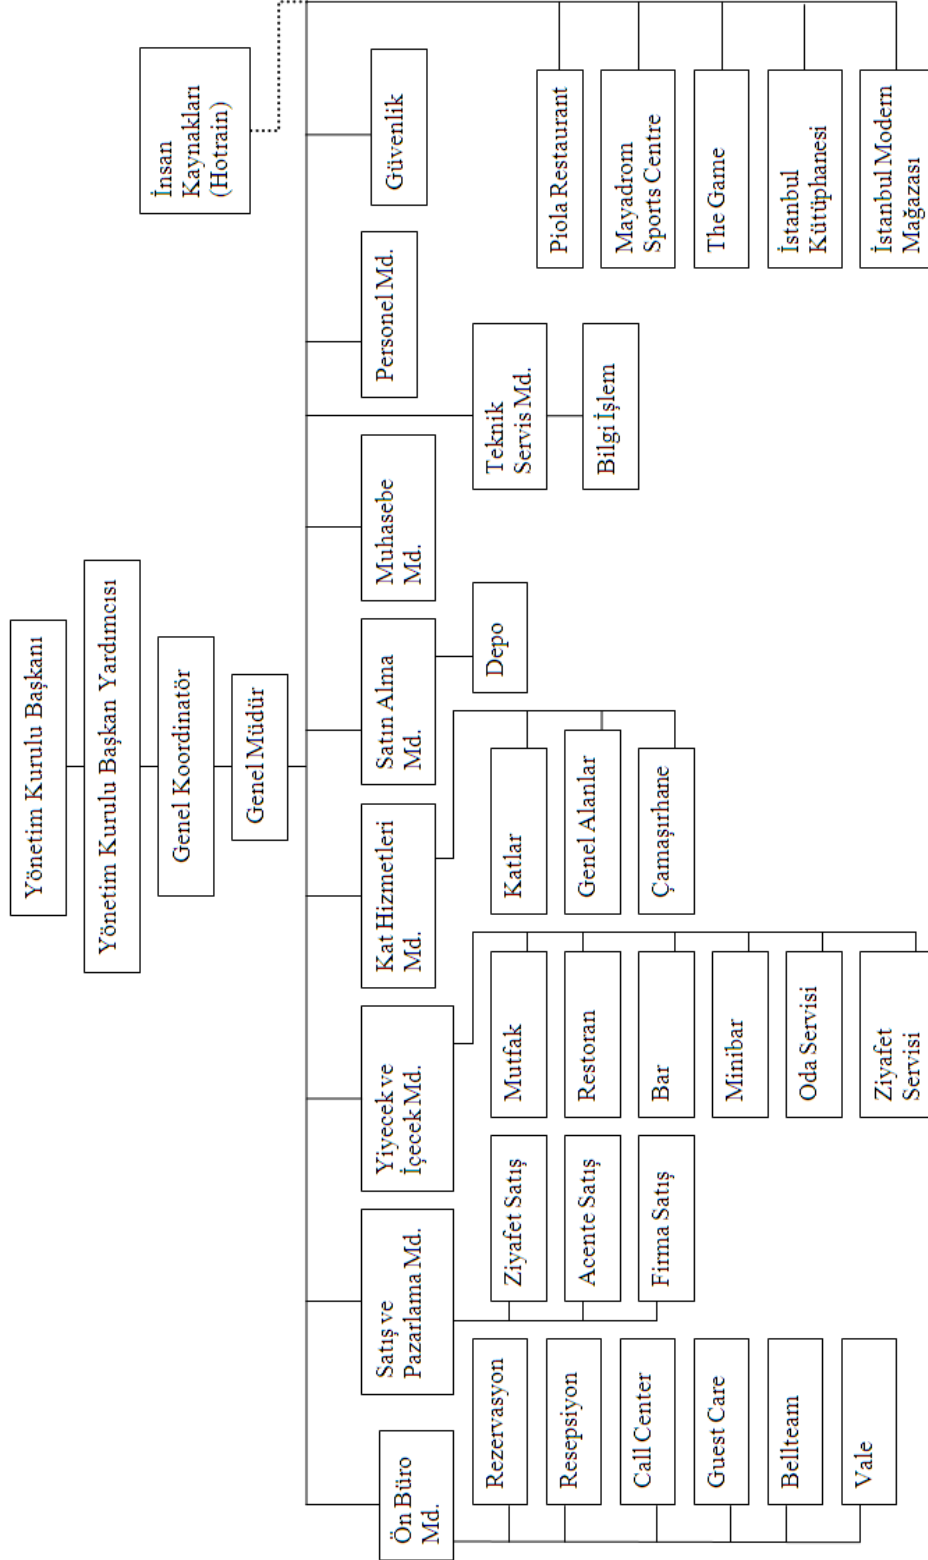 Yönetim Kurulu Başkanı
Yönetim Kurulu Başkan Yardımcısı
Genel Koordinatör
Genel Müdür
İnsan
Kaynakları
(Hotrain)
Ön Büro
Md.
Rezervasyon
Resepsiyon
Call Center
Guest Care
Bellteam
Vale
Satış ve
Pazarlama Md.
Ziyafet Satış
Acente Satış
Firma Satış
Yiyecek ve
İçecek Md.
Mutfak
Restoran
Bar
Minibar
Oda Servisi
Ziyafet
Servisi
Kat Hizmetleri
Md.
Katlar
Genel Alanlar
Çamaşırhane
Satın Alma
Md.
Depo
Muhasebe
Md.
Teknik
Servis Md.
Bilgi İşlem
Personel Md.
Güvenlik
Piola Restaurant
Mayadrom
Sports Centre
The Game
İstanbul
Kütüphanesi
İstanbul Modern
Mağazası